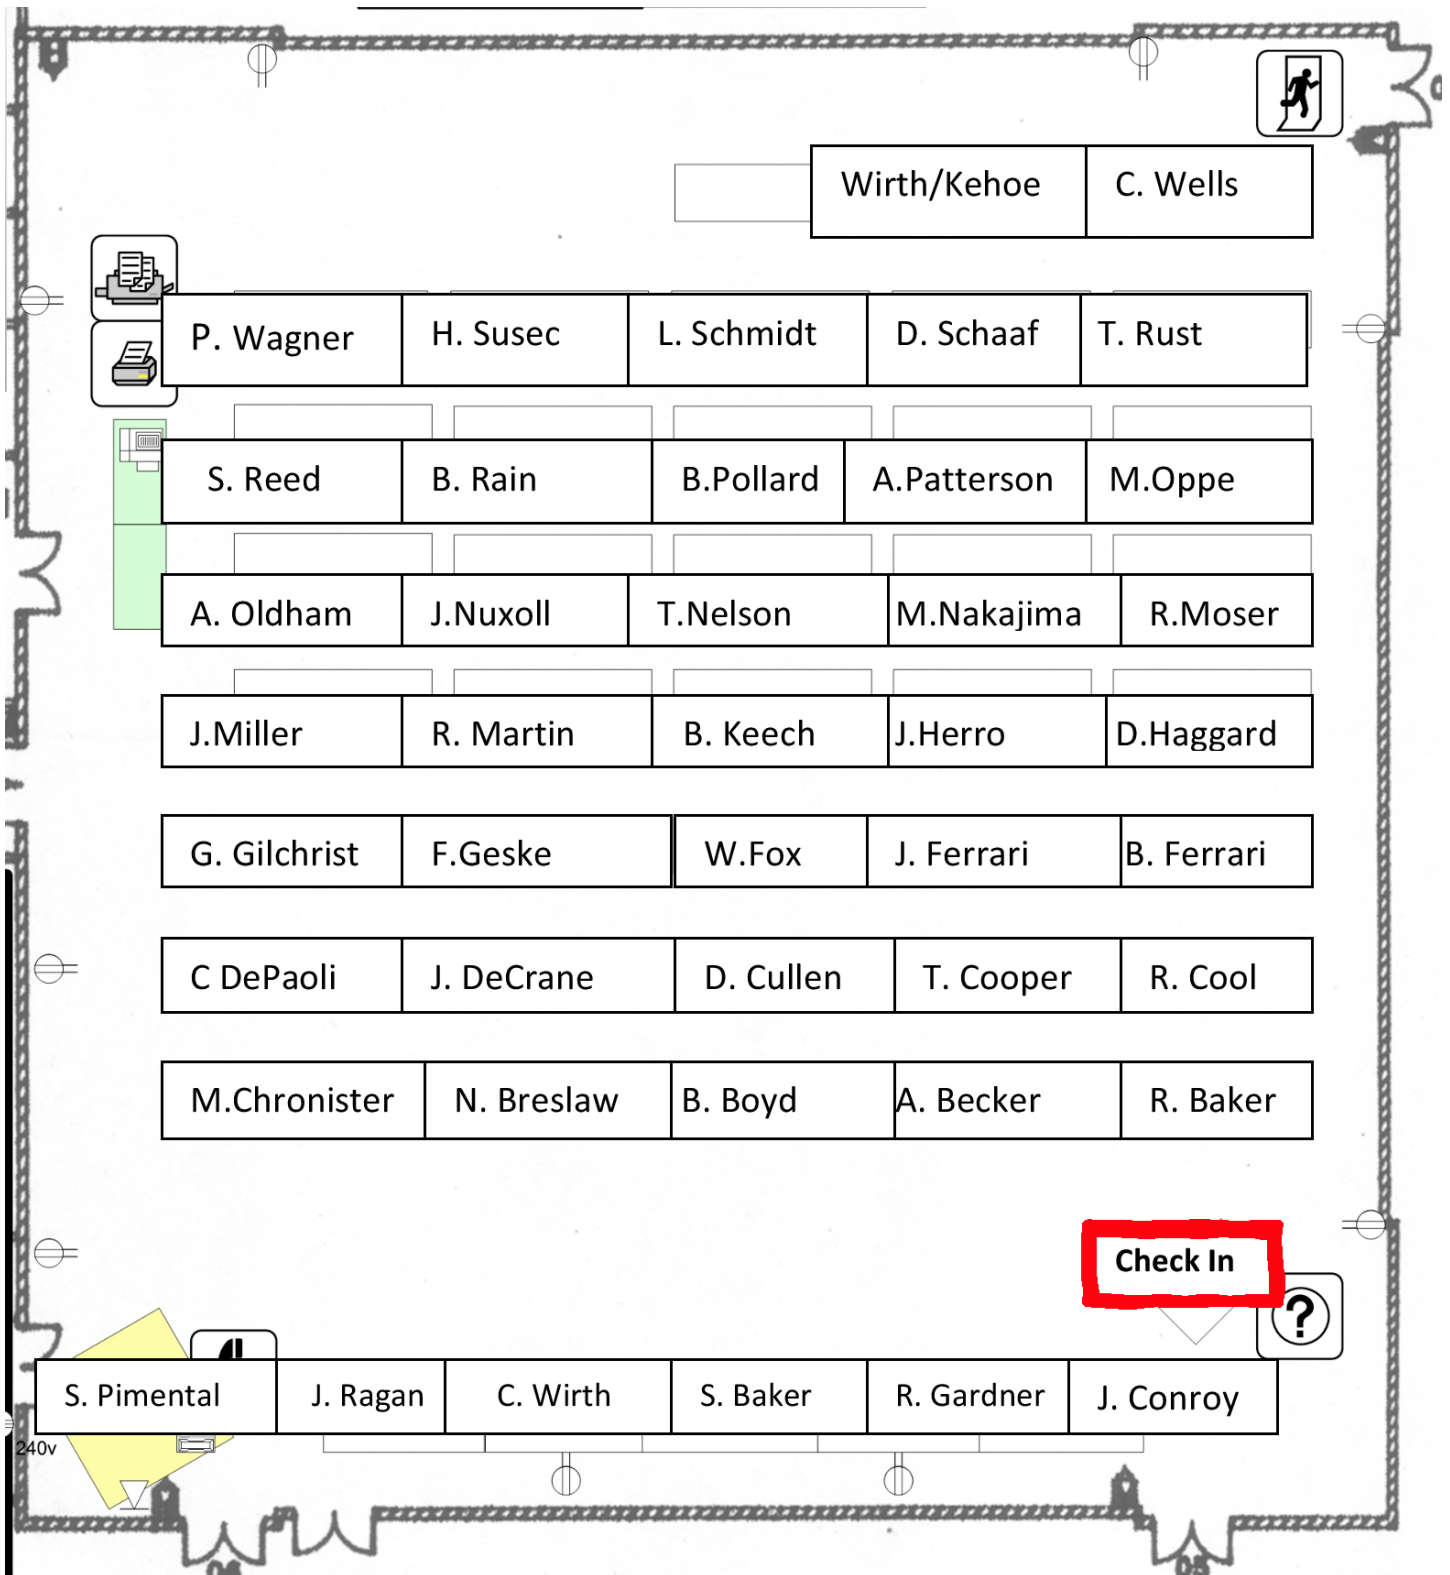 Wirth/Kehoe C. Wells
P. Wagner H. Susec L. Schmidt D. Schaaf T. Rust
S. Reed B. Rain B.Pollard A.Patterson M.Oppe
A. Oldham J.Nuxoll T.Nelson M.Nakajima R.Moser
J.Miller R. Martin B. Keech J.Herro D.Haggard
G. Gilchrist F.Geske W.Fox J. Ferrari B. Ferrari
C DePaoli J. DeCrane D. Cullen T. Cooper R. Cool
M.Chronister N. Breslaw B. Boyd A. Becker R. Baker
Check In
?
S. Pimental J. Ragan C. Wirth S. Baker R. Gardner J. Conroy
240v